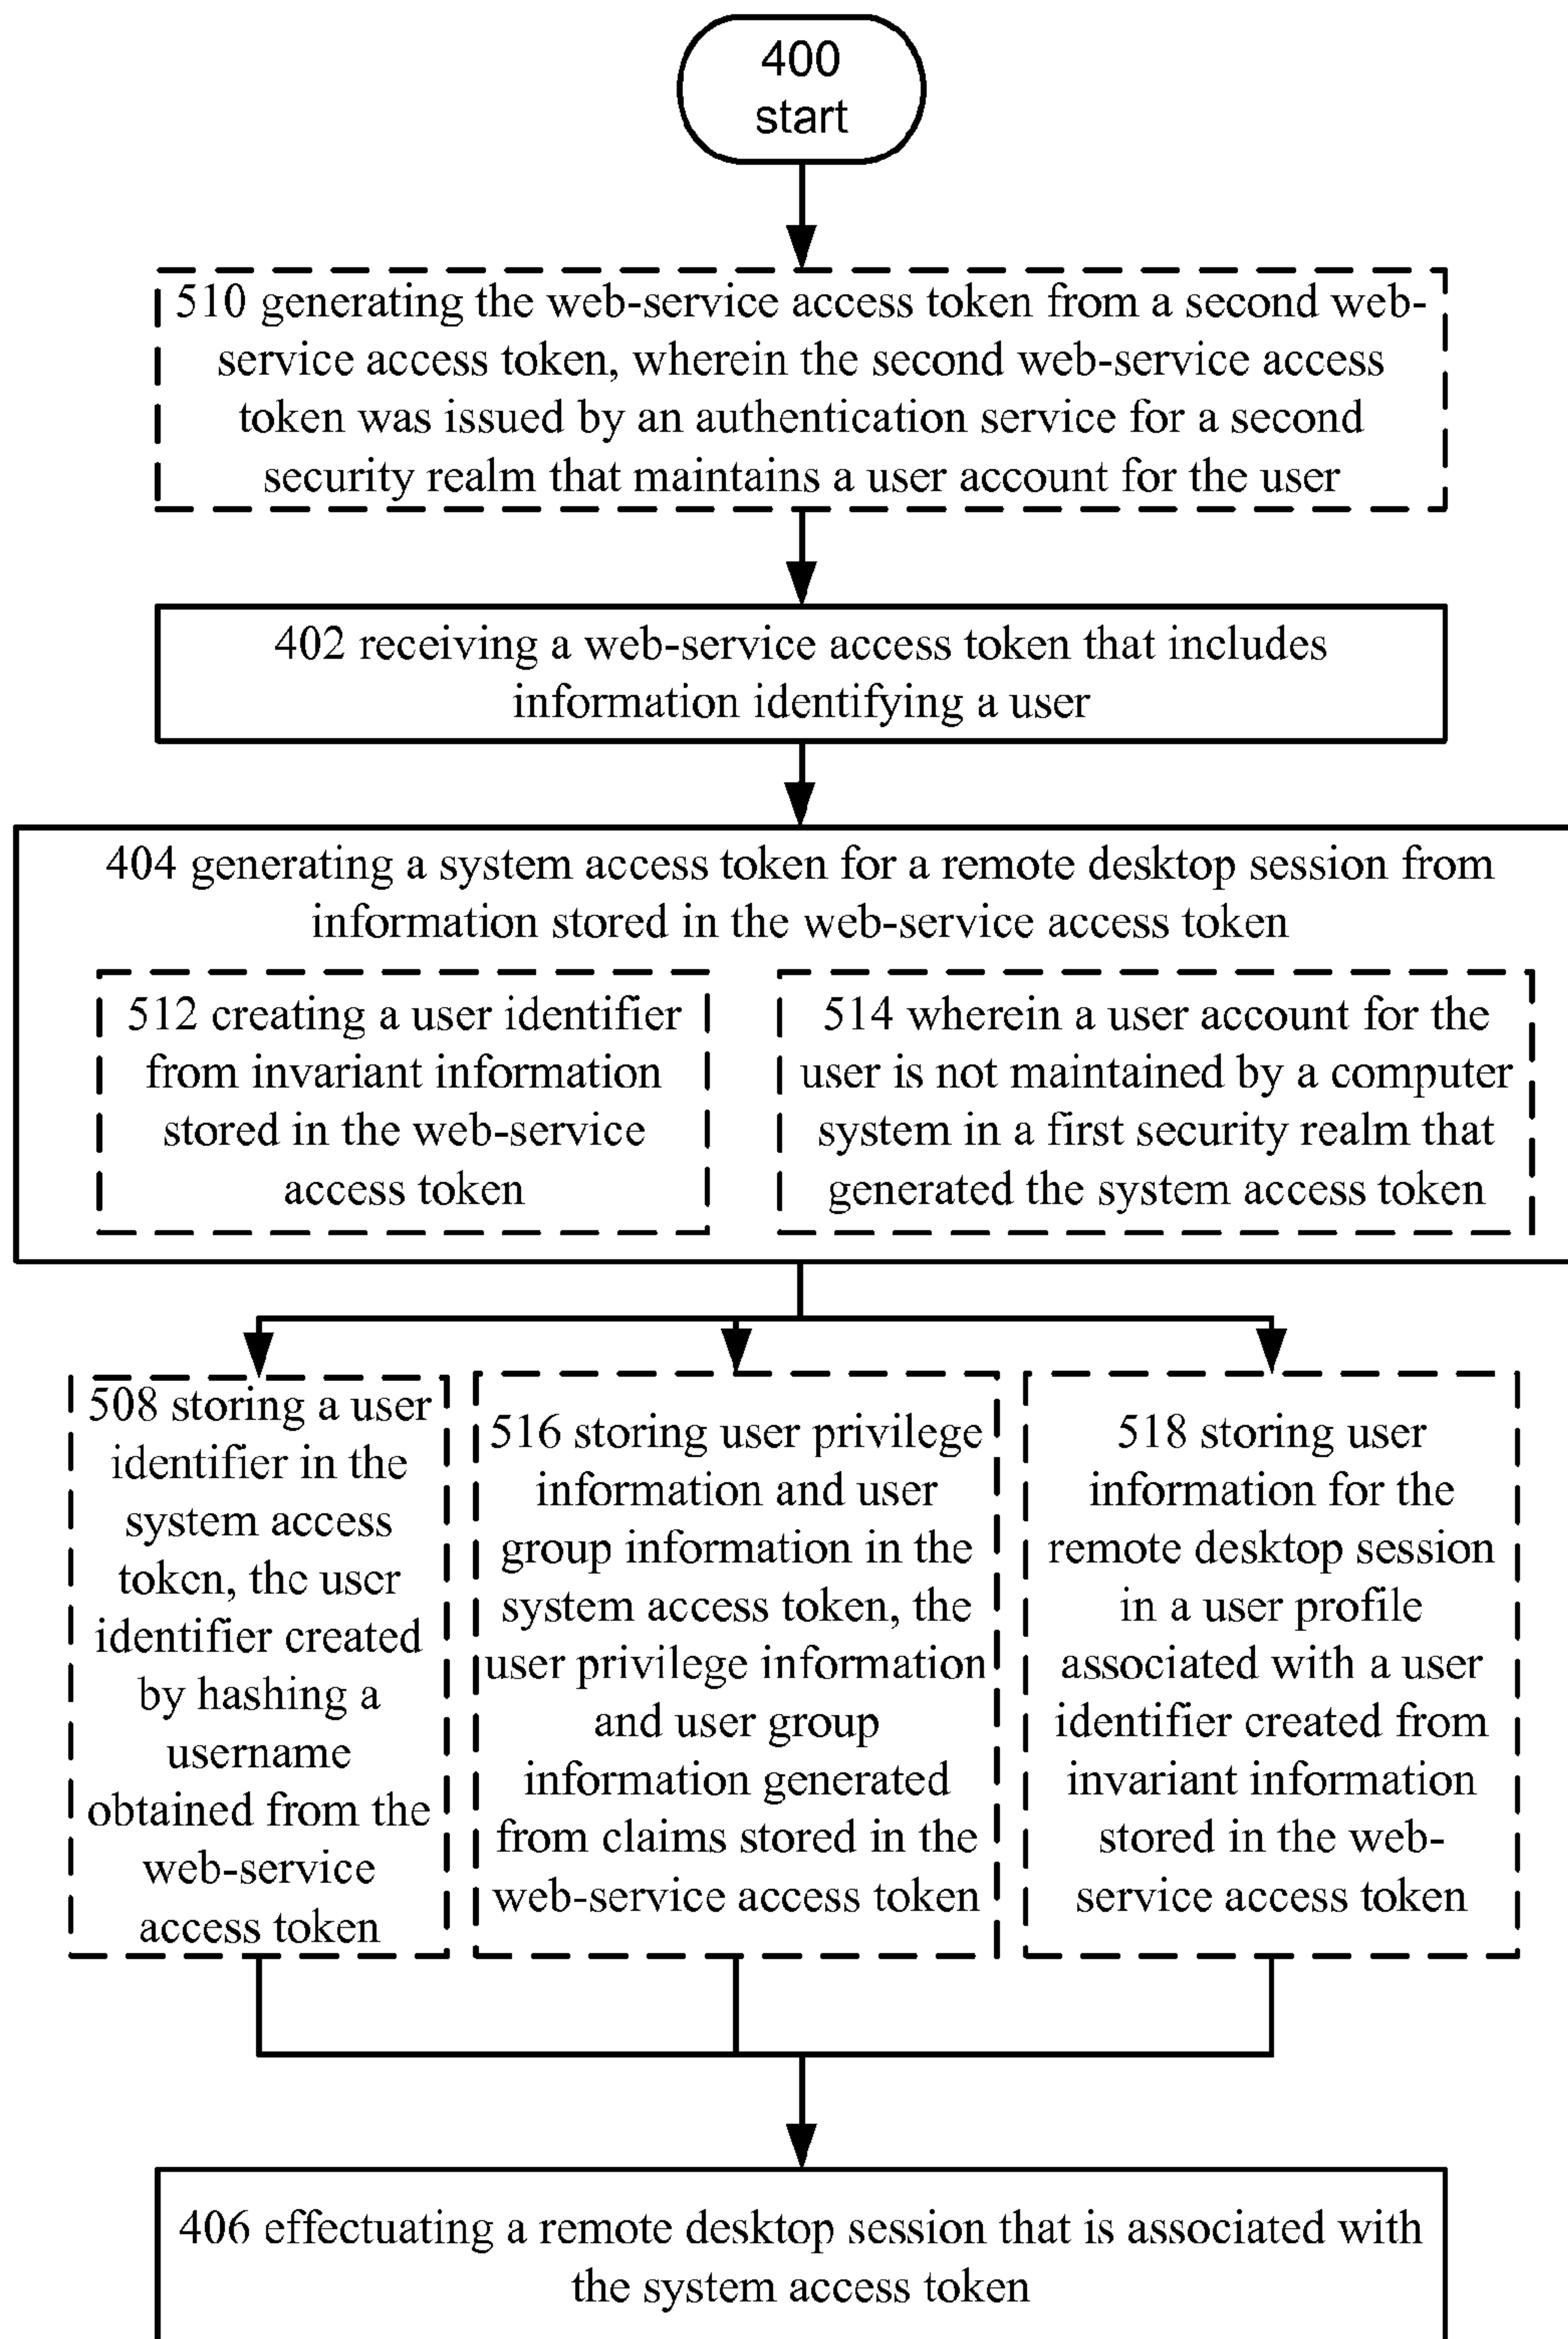 400
start
510 generating the web-service access token from a second web-
service access token, wherein the second web-service access
token was issued by an authentication service for a second
security realm that maintains a user account for the user
402 receiving a web-service access token that includes
information identifying a user
404 generating a system access token for a remote desktop session from
information stored in the web-service access token
512 creating a user identifier
from invariant information
stored in the web-service
access token
514 wherein a user account for the
user is not maintained by a computer
system in a first security realm that
generated the system access token
508 storing a user
identifier in the
system access
token, the user
identifier created
by hashing a
username
obtained from the
web-service
access token
516 storing user privilege
information and user
group information in the
system access token, the
user privilege information
and user group
information generated
from claims stored in the
web-service access token
518 storing user
information for the
remote desktop session
in a user profile
associated with a user
identifier created from
invariant information
stored in the web-
service access token
406 effectuating a remote desktop session that is associated with
the system access token